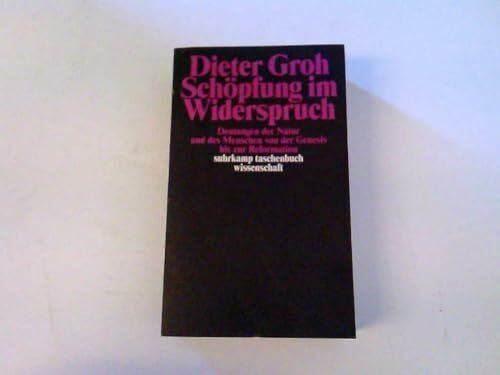 Dieter Groh
Schöpfung im
Widerspruch
Deutungen der Natur
und des Menschen von der Genesis
bis zur Reformation
suhrkamp taschenbuch
wissenschaft